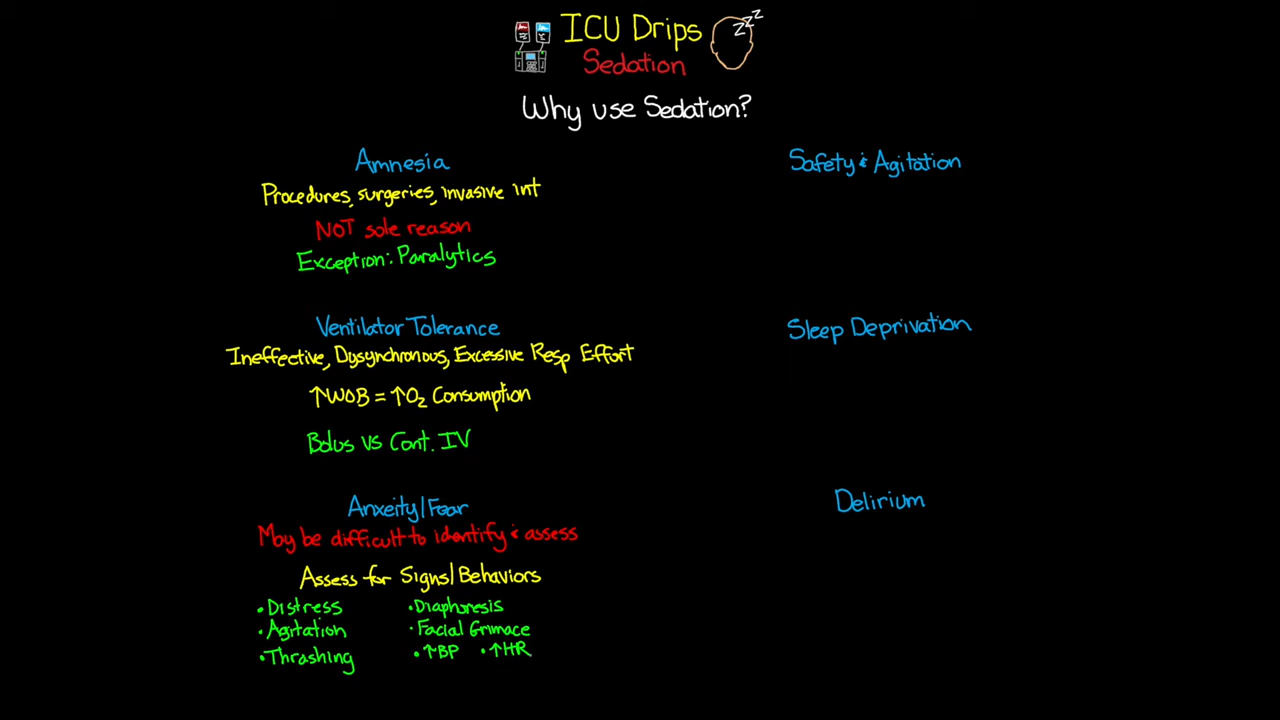 ICU Drips
Sedation
Why use Sedation?
Amnesia
Procedures, surgeries, invasive int
NOT sole reason
Exception: Paralytics
Ventilator Tolerance
Ineffective, Dysynchronous, Excessive Resp Effort
↑WOB = ↑O₂ Consumption
Bolus vs Cont. IV
Anxeity/Fear
May be difficult to identify & assess
Assess for Signs/Behaviors
• Distress • Diaphoresis
• Agitation • Facial Grimace
• Thrashing • ↑BP • ↑HR
Safety & Agitation
Sleep Deprivation
Delirium